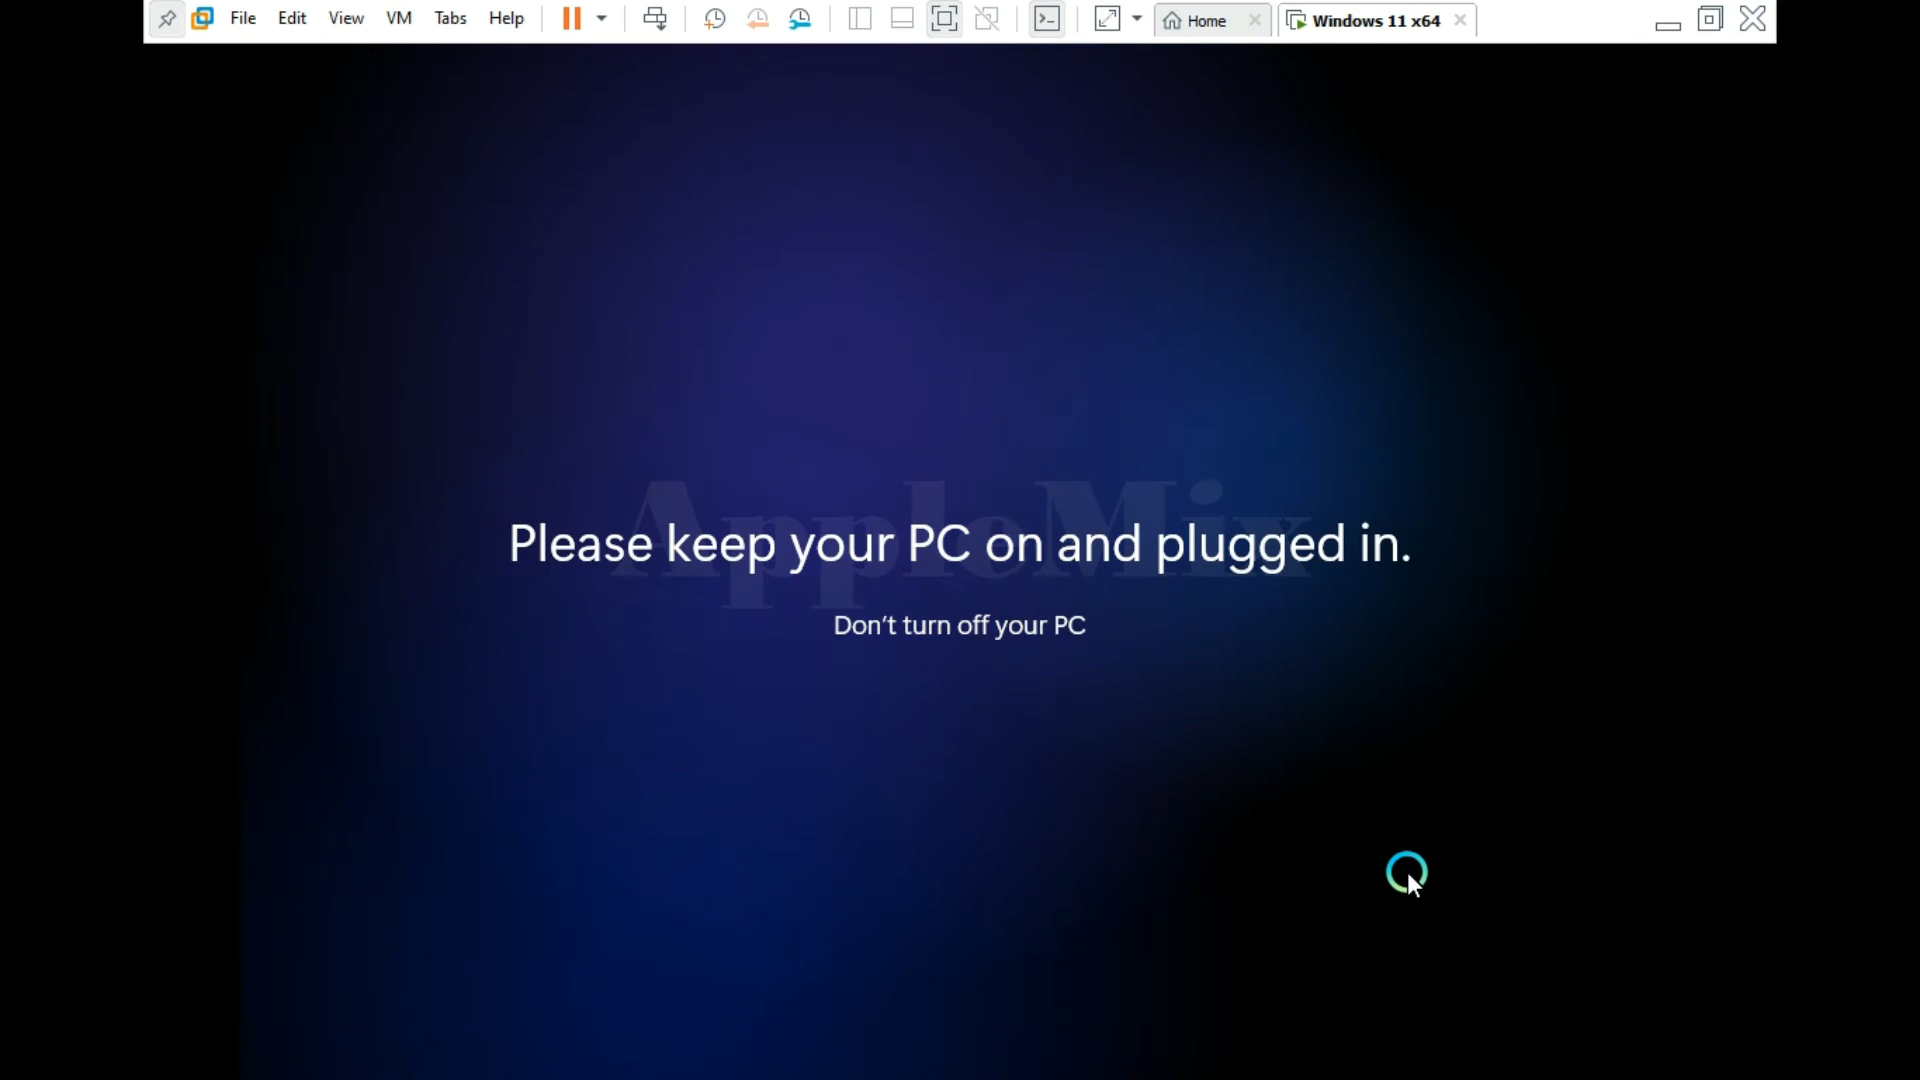 File Edit View VM Tabs Help Home Windows 11 x64
AppleMix
Please keep your PC on and plugged in.
Don't turn off your PC